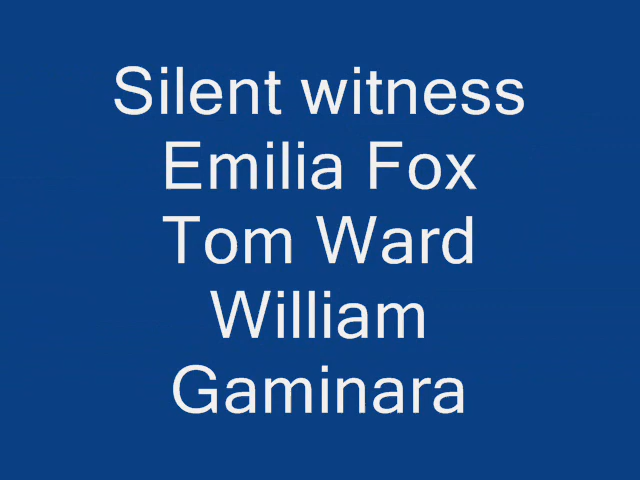 Silent witness
Emilia Fox
Tom Ward
William
Gaminara